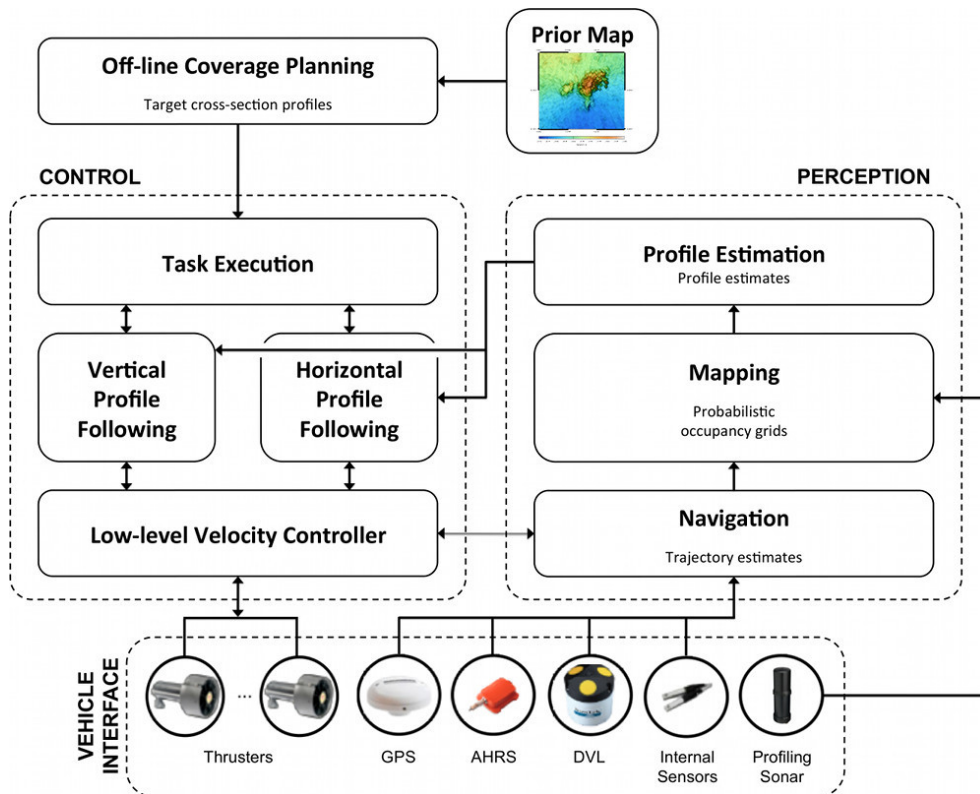 Prior Map
Off-line Coverage Planning
Target cross-section profiles
CONTROL
PERCEPTION
Task Execution
Profile Estimation
Profile estimates
Vertical
Profile
Following
Horizontal
Profile
Following
Mapping
Probabilistic
occupancy grids
Low-level Velocity Controller
Navigation
Trajectory estimates
VEHICLE
INTERFACE
...
Thrusters
GPS
AHRS
DVL
Internal
Sensors
Profiling
Sonar